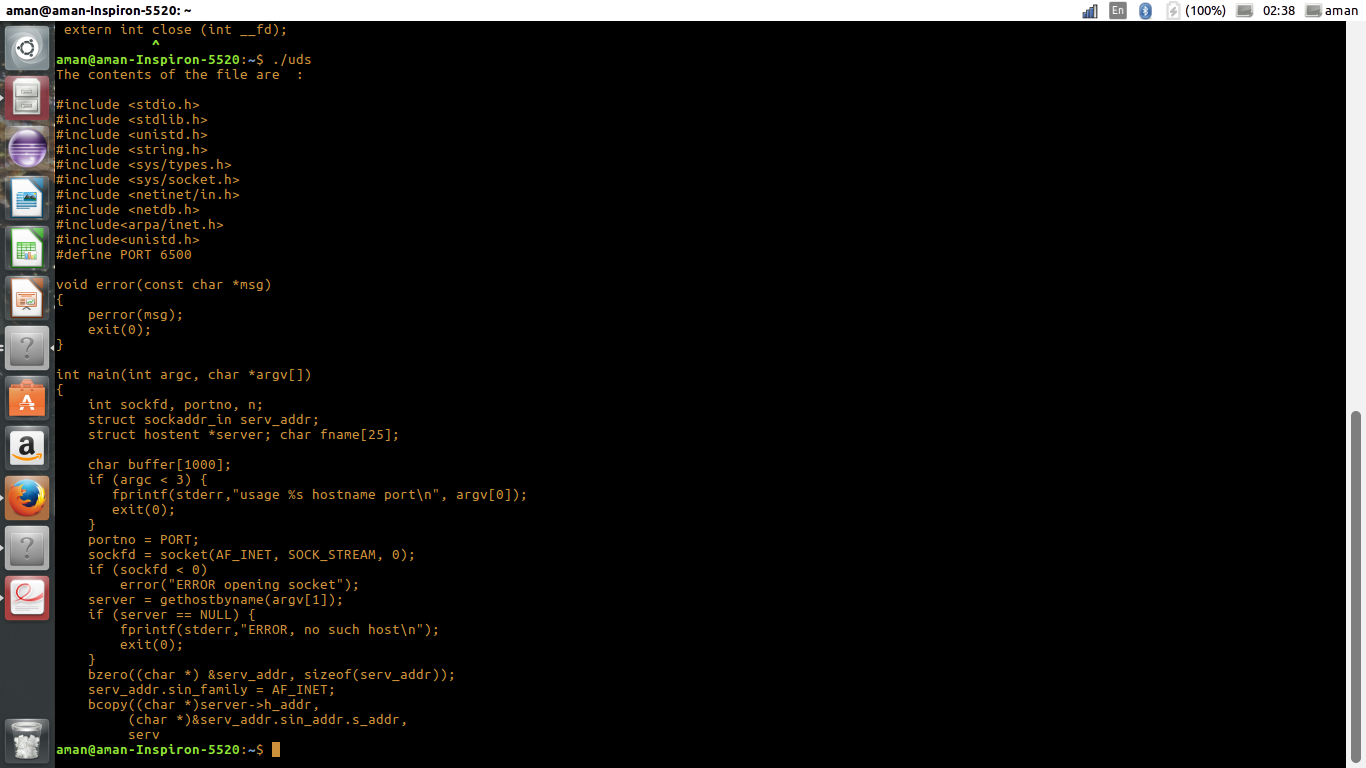 aman@aman-Inspiron-5520: ~
En
(100%)
02:38
aman
extern int close (int __fd);
^
aman@aman-Inspiron-5520:~$ ./uds
The contents of the file are  :
#include <stdio.h>
#include <stdlib.h>
#include <unistd.h>
#include <string.h>
#include <sys/types.h>
#include <sys/socket.h>
#include <netinet/in.h>
#include <netdb.h>
#include<arpa/inet.h>
#include<unistd.h>
#define PORT 6500
void error(const char *msg)
{
    perror(msg);
    exit(0);
}
int main(int argc, char *argv[])
{
    int sockfd, portno, n;
    struct sockaddr_in serv_addr;
    struct hostent *server; char fname[25];
    char buffer[1000];
    if (argc < 3) {
       fprintf(stderr,"usage %s hostname port\n", argv[0]);
       exit(0);
    }
    portno = PORT;
    sockfd = socket(AF_INET, SOCK_STREAM, 0);
    if (sockfd < 0)
        error("ERROR opening socket");
    server = gethostbyname(argv[1]);
    if (server == NULL) {
        fprintf(stderr,"ERROR, no such host\n");
        exit(0);
    }
    bzero((char *) &serv_addr, sizeof(serv_addr));
    serv_addr.sin_family = AF_INET;
    bcopy((char *)server->h_addr,
         (char *)&serv_addr.sin_addr.s_addr,
         serv
aman@aman-Inspiron-5520:~$